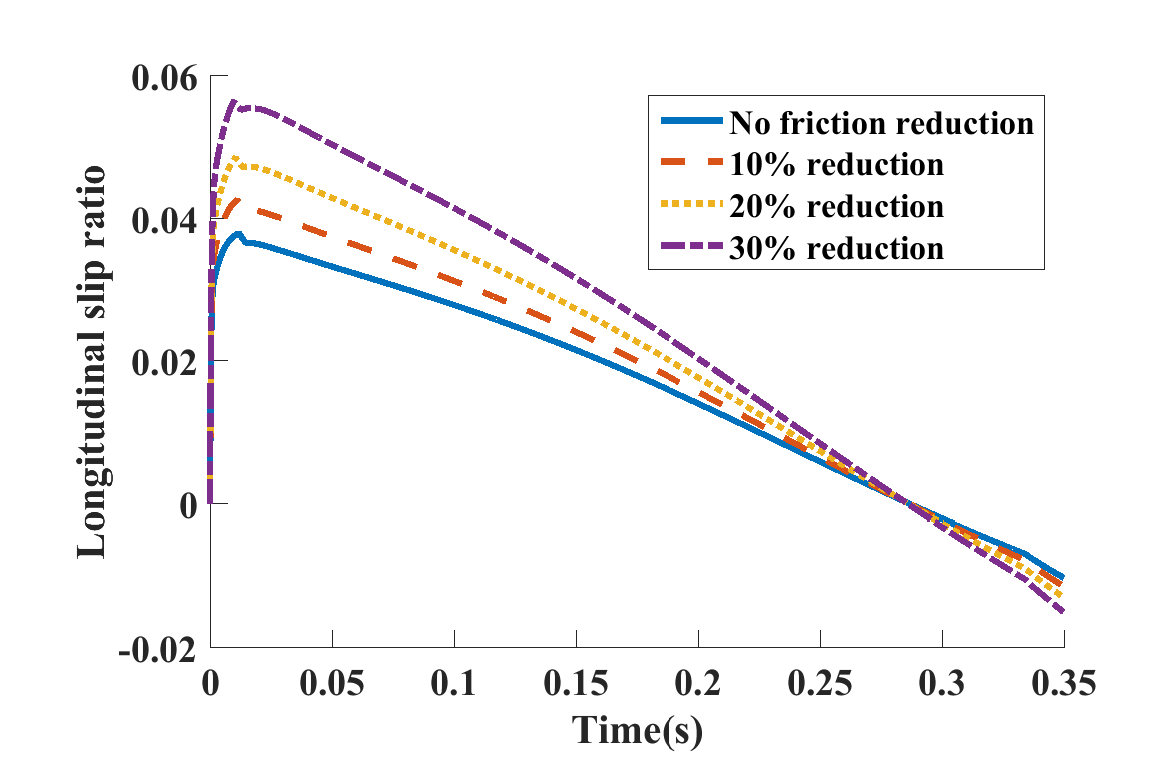 0.06
0.04
0.02
0
-0.02
Longitudinal slip ratio
No friction reduction
10% reduction
20% reduction
30% reduction
0 0.05 0.1 0.15 0.2 0.25 0.3 0.35
Time(s)